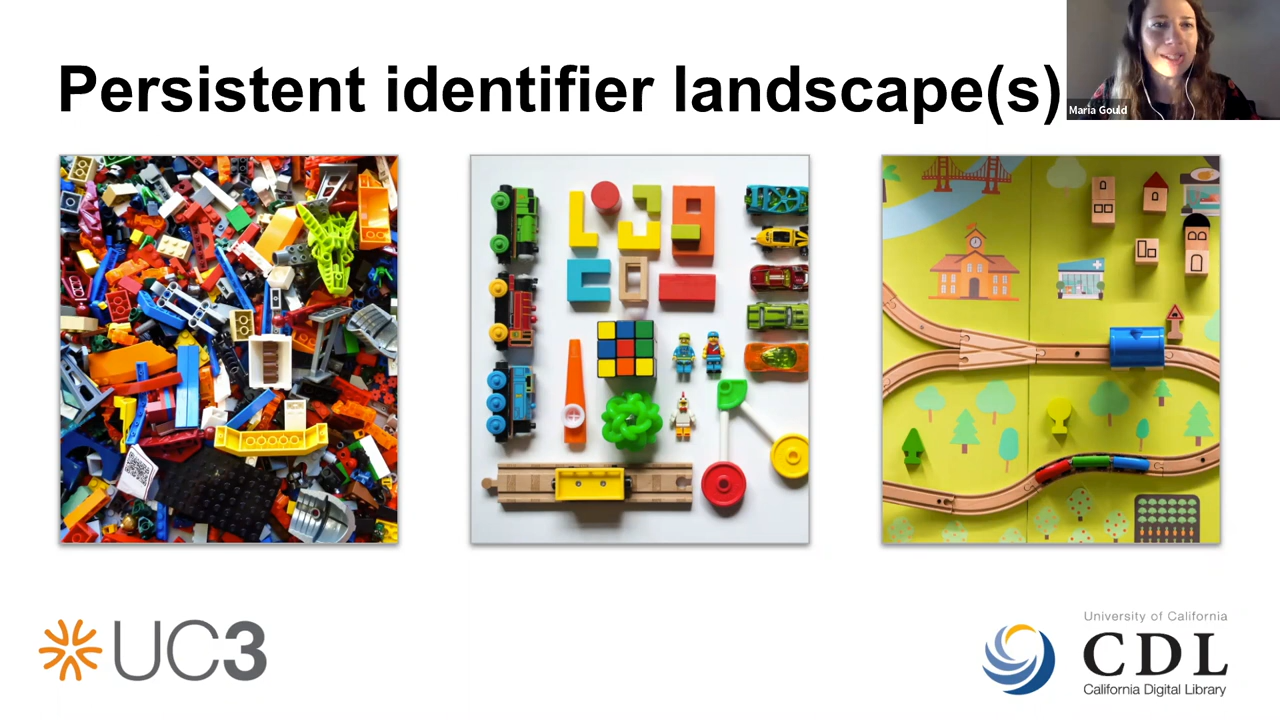 Persistent identifier landscape(s)
Maria Gould
UC3
University of California
CDL
California Digital Library